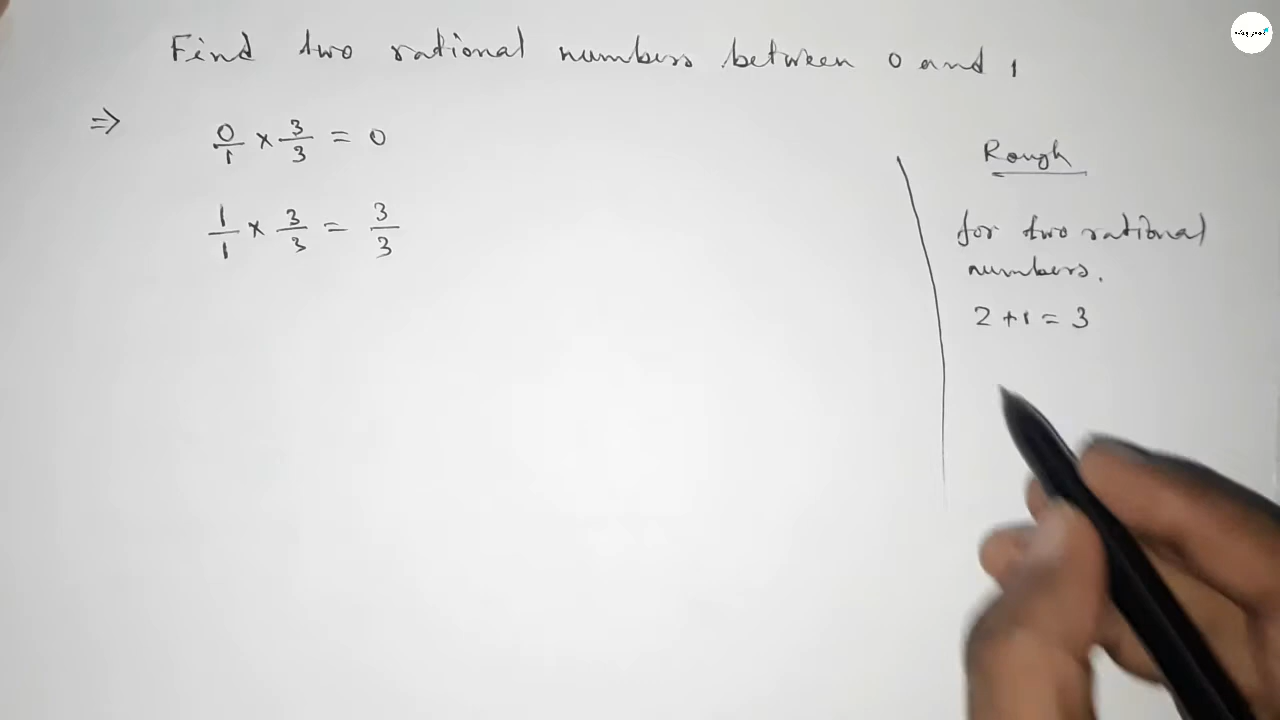 Find two rational numbers between 0 and 1
⇒ 0/1 × 3/3 = 0
1/1 × 3/3 = 3/3
Rough
for two rational
numbers.
2 + 1 = 3